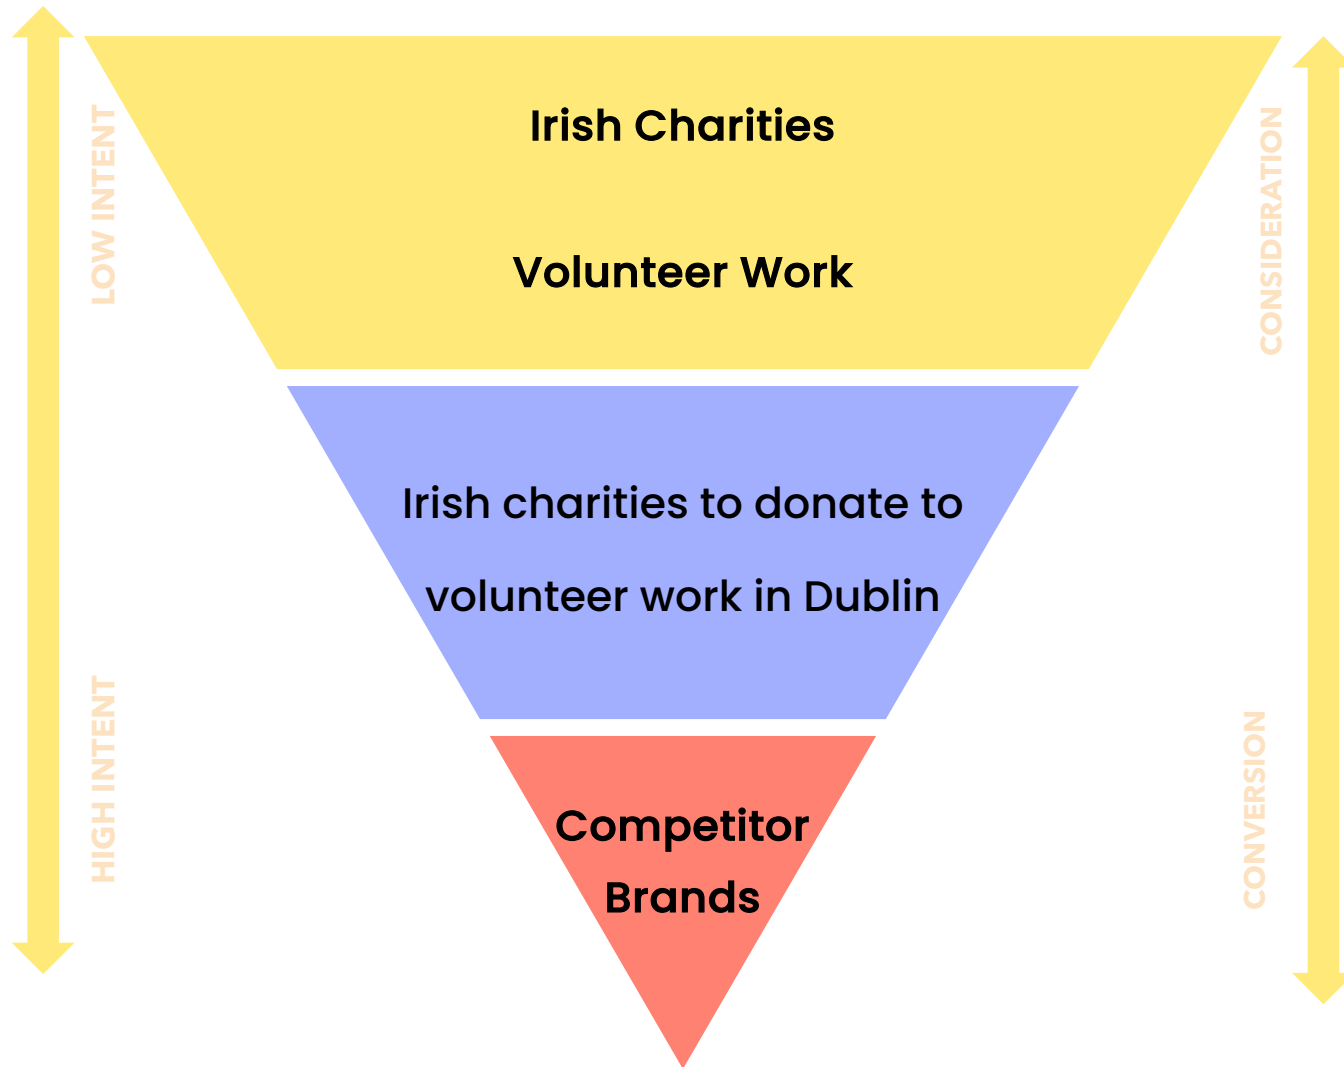 LOW INTENT
Irish Charities
Volunteer Work
CONSIDERATION
Irish charities to donate to
volunteer work in Dublin
HIGH INTENT
Competitor
Brands
CONVERSION